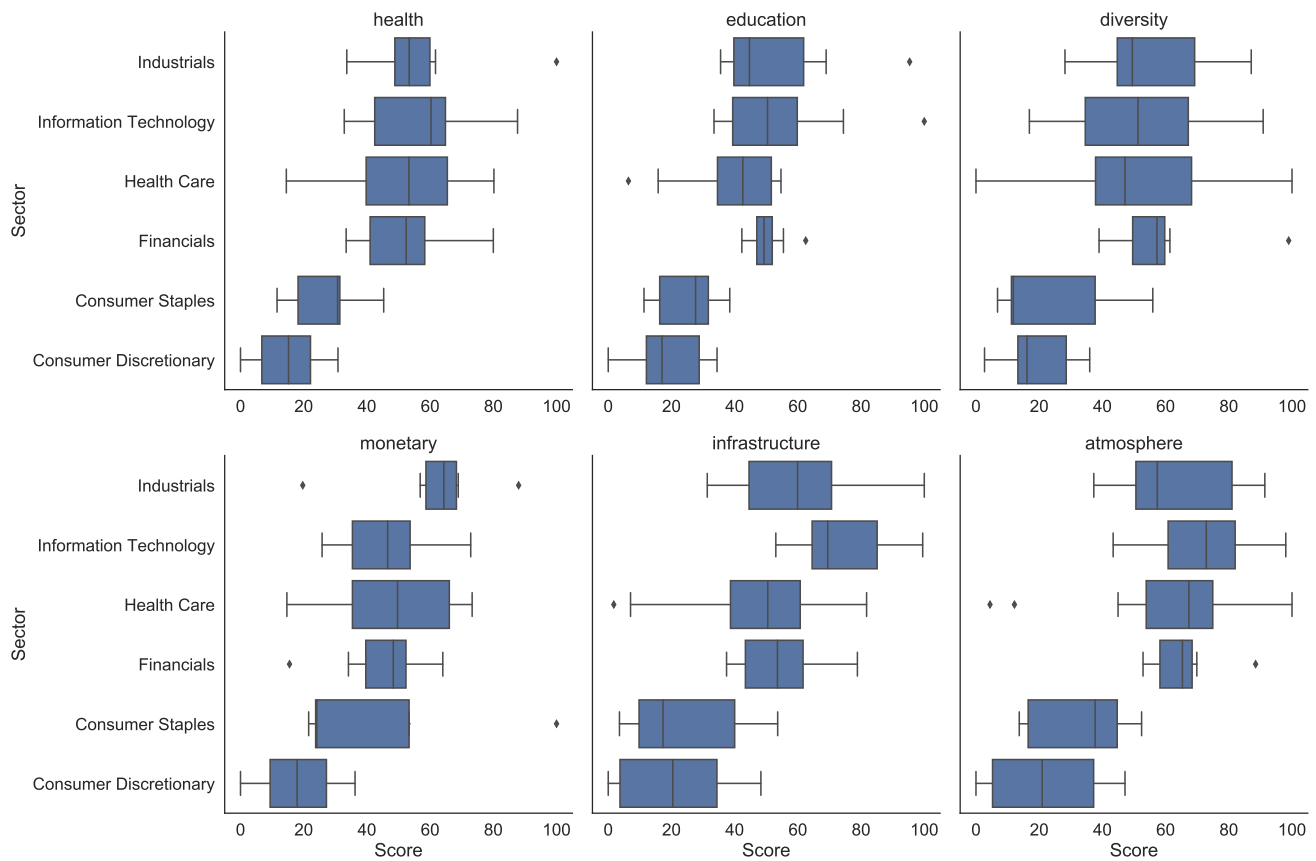 health education diversity
Industrials
Information Technology
Health Care
Financials
Consumer Staples
Consumer Discretionary
Sector
0 20 40 60 80 100 0 20 40 60 80 100 0 20 40 60 80 100
monetary infrastructure atmosphere
Industrials
Information Technology
Health Care
Financials
Consumer Staples
Consumer Discretionary
Sector
0 20 40 60 80 100 0 20 40 60 80 100 0 20 40 60 80 100
Score Score Score